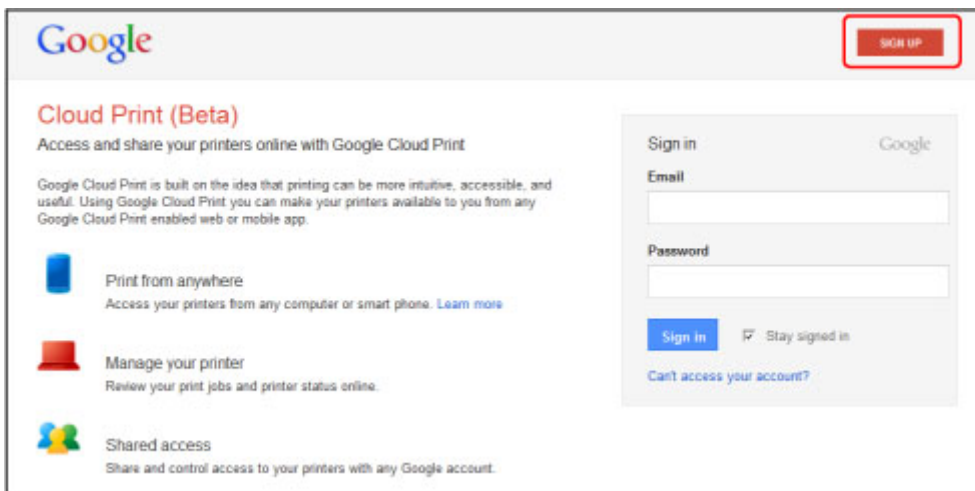 Google
SIGN UP
Cloud Print (Beta)
Access and share your printers online with Google Cloud Print
Google Cloud Print is built on the idea that printing can be more intuitive, accessible, and
useful. Using Google Cloud Print you can make your printers available to you from any
Google Cloud Print enabled web or mobile app.
Print from anywhere
Access your printers from any computer or smart phone. Learn more
Manage your printer
Review your print jobs and printer status online.
Shared access
Share and control access to your printers with any Google account.
Sign in Google
Email
Password
Sign in Stay signed in
Can't access your account?